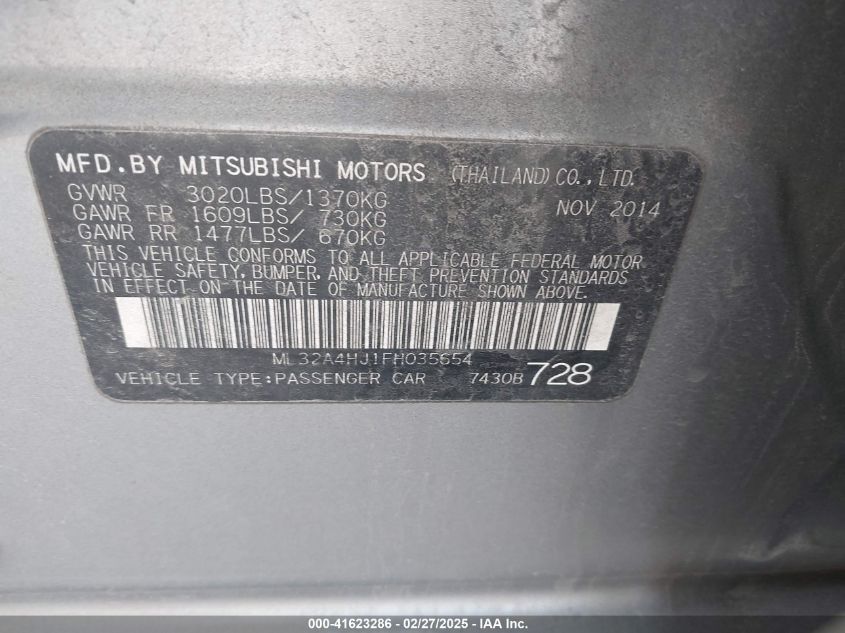 MFD.BY MITSUBISHI MOTORS (THAILAND) CO., LTD.
GVWR 3020LBS/1370KG NOV 2014
GAWR FR 1609LBS/ 730KG
GAWR RR 1477LBS/ 670KG
THIS VEHICLE CONFORMS TO ALL APPLICABLE FEDERAL MOTOR
VEHICLE SAFETY, BUMPER, AND THEFT PREVENTION STANDARDS
IN EFFECT ON THE DATE OF MANUFACTURE SHOWN ABOVE.
ML32A4HJ1FH035654
VEHICLE TYPE:PASSENGER CAR 7430B 728
000-41623286 - 02/27/2025 - IAA Inc.